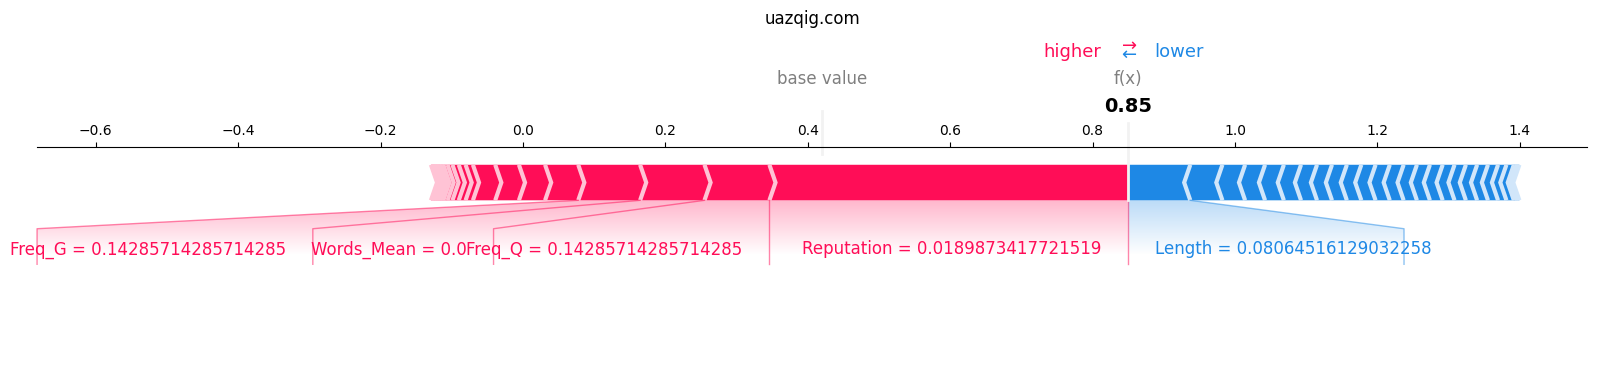 uazqig.com
higher ⇄ lower
base value f(x)
0.85
−0.6 −0.4 −0.2 0.0 0.2 0.4 0.6 0.8 1.0 1.2 1.4
Freq_G = 0.14285714285714285 Words_Mean = 0.0 Freq_Q = 0.14285714285714285 Reputation = 0.0189873417721519 Length = 0.08064516129032258